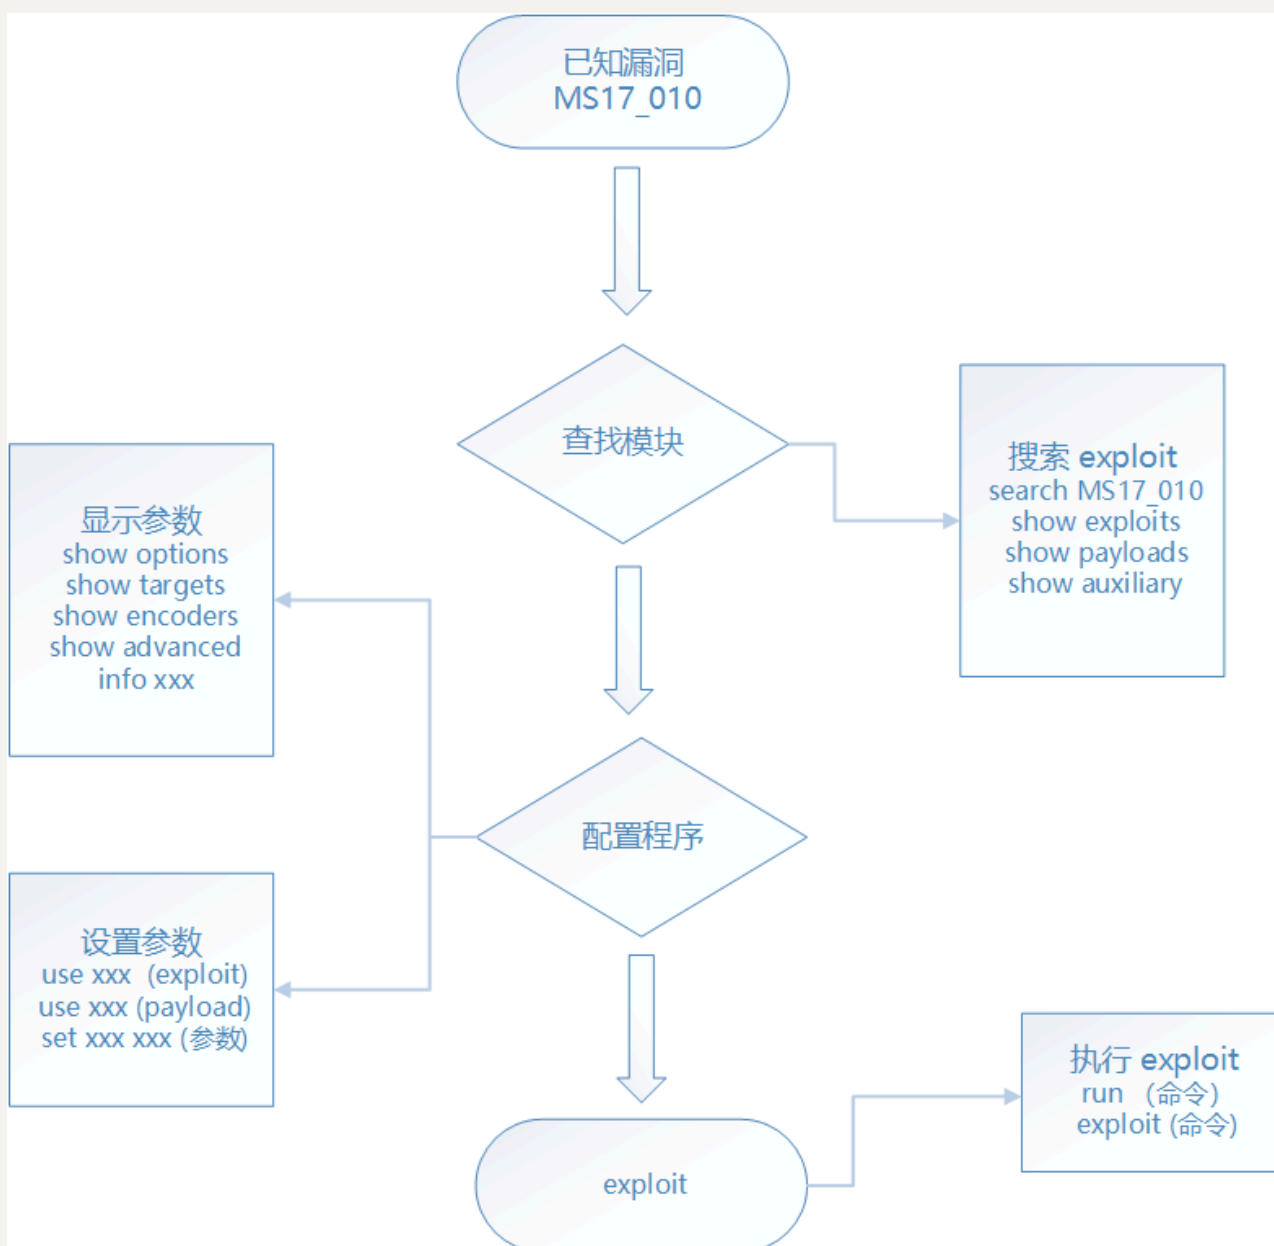 已知漏洞
MS17_010
查找模块
搜索 exploit
search MS17_010
show exploits
show payloads
show auxiliary
显示参数
show options
show targets
show encoders
show advanced
info xxx
配置程序
设置参数
use xxx (exploit)
use xxx (payload)
set xxx xxx (参数)
exploit
执行 exploit
run (命令)
exploit (命令)